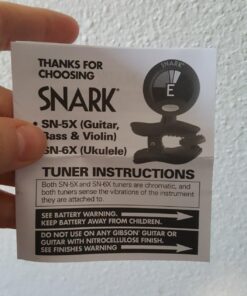 THANKS FOR
CHOOSING
SNARK
E
SNARK®
• SN-5X (Guitar,
Bass & Violin)
SN-6X (Ukulele)
TUNER INSTRUCTIONS
Both SN-5X and SN-6X tuners are chromatic, and
both tuners sense the vibrations of the instrument
they are attached to.
SEE BATTERY WARNING.
KEEP BATTERY AWAY FROM CHILDREN.
DO NOT USE ON ANY GIBSON® GUITAR OR
GUITAR WITH NITROCELLULOSE FINISH.
SEE FINISHES WARNING